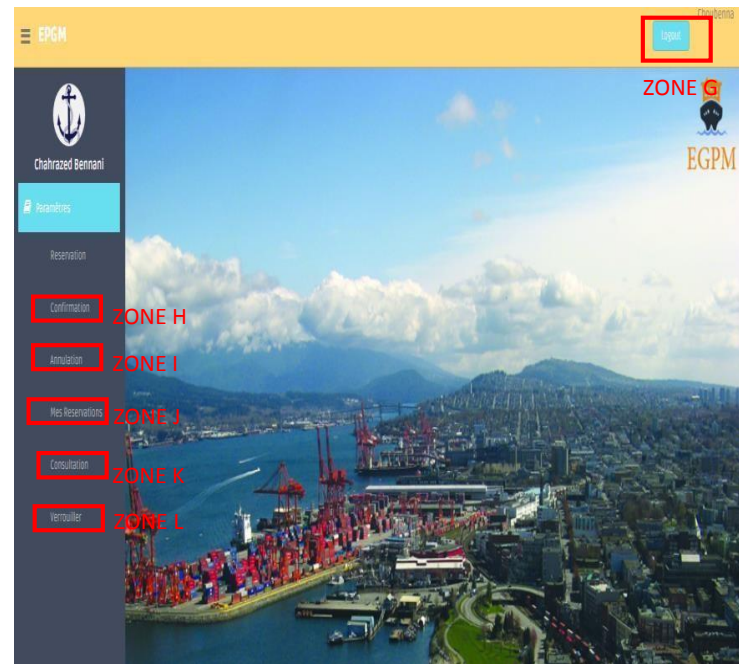 Choubenna
EPGM
Logout
ZONE G
EGPM
Chahrazed Bennani
Paramètres
Reservation
Confirmation
ZONE H
Annulation
ZONE I
Mes Reservations
ZONE J
Consultation
ZONE K
Verrouiller
ZONE L